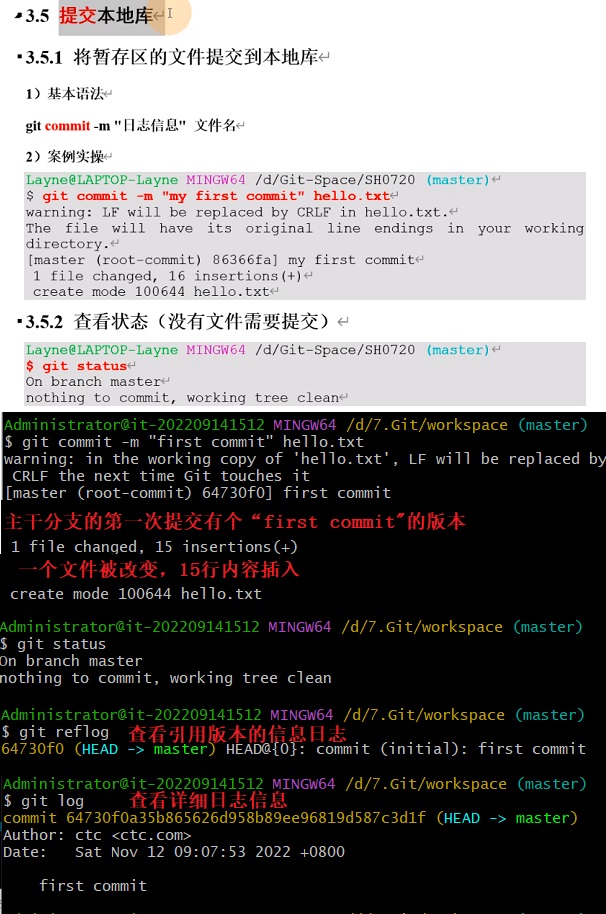 3.5 提交本地库
3.5.1 将暂存区的文件提交到本地库
1）基本语法
git commit -m "日志信息" 文件名
2）案例实操
Layne@LAPTOP-Layne MINGW64 /d/Git-Space/SH0720 (master)
$ git commit -m "my first commit" hello.txt
warning: LF will be replaced by CRLF in hello.txt.
The file will have its original line endings in your working
directory.
[master (root-commit) 86366fa] my first commit
1 file changed, 16 insertions(+)
create mode 100644 hello.txt
3.5.2 查看状态（没有文件需要提交）
Layne@LAPTOP-Layne MINGW64 /d/Git-Space/SH0720 (master)
$ git status
On branch master
nothing to commit, working tree clean
Administrator@it-202209141512 MINGW64 /d/7.Git/workspace (master)
$ git commit -m "first commit" hello.txt
warning: in the working copy of 'hello.txt', LF will be replaced by
CRLF the next time Git touches it
[master (root-commit) 64730f0] first commit
主干分支的第一次提交有个“first commit"的版本
1 file changed, 15 insertions(+)
一个文件被改变，15行内容插入
create mode 100644 hello.txt
Administrator@it-202209141512 MINGW64 /d/7.Git/workspace (master)
$ git status
On branch master
nothing to commit, working tree clean
Administrator@it-202209141512 MINGW64 /d/7.Git/workspace (master)
$ git reflog 查看引用版本的信息日志
64730f0 (HEAD -> master) HEAD@{0}: commit (initial): first commit
Administrator@it-202209141512 MINGW64 /d/7.Git/workspace (master)
$ git log 查看详细日志信息
commit 64730f0a35b865626d958b89ee96819d587c3d1f (HEAD -> master)
Author: ctc <ctc.com>
Date: Sat Nov 12 09:07:53 2022 +0800
first commit